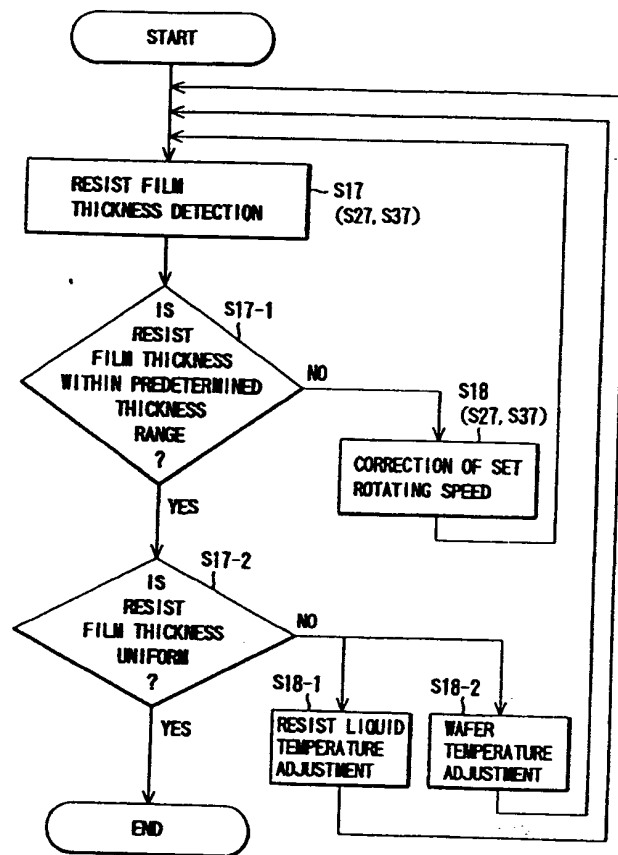 START
RESIST FILM
THICKNESS DETECTION
S17
(S27, S37)
S17-1
IS
RESIST
FILM THICKNESS
WITHIN PREDETERMINED
THICKNESS
RANGE
?
NO
S18
(S27, S37)
CORRECTION OF SET
ROTATING SPEED
YES
S17-2
IS
RESIST
FILM THICKNESS
UNIFORM
?
NO
S18-1
RESIST LIQUID
TEMPERATURE
ADJUSTMENT
S18-2
WAFER
TEMPERATURE
ADJUSTMENT
YES
END